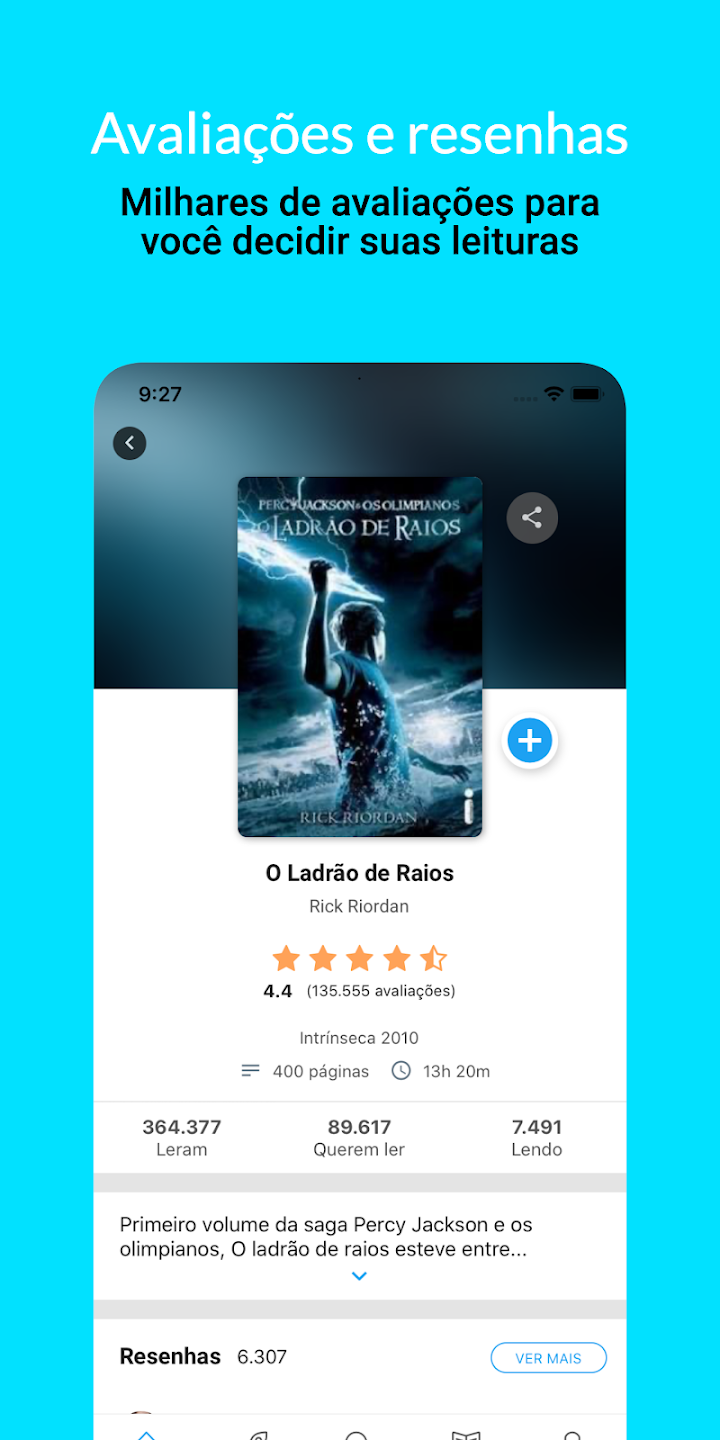 Avaliações e resenhas
Milhares de avaliações para
você decidir suas leituras
9:27
PERCY JACKSON & OS OLIMPIANOS
O LADRÃO DE RAIOS
RICK RIORDAN
i
O Ladrão de Raios
Rick Riordan
4.4 (135.555 avaliações)
Intrínseca 2010
400 páginas 13h 20m
364.377 89.617 7.491
Leram Querem ler Lendo
Primeiro volume da saga Percy Jackson e os
olimpianos, O ladrão de raios esteve entre...
Resenhas 6.307 VER MAIS